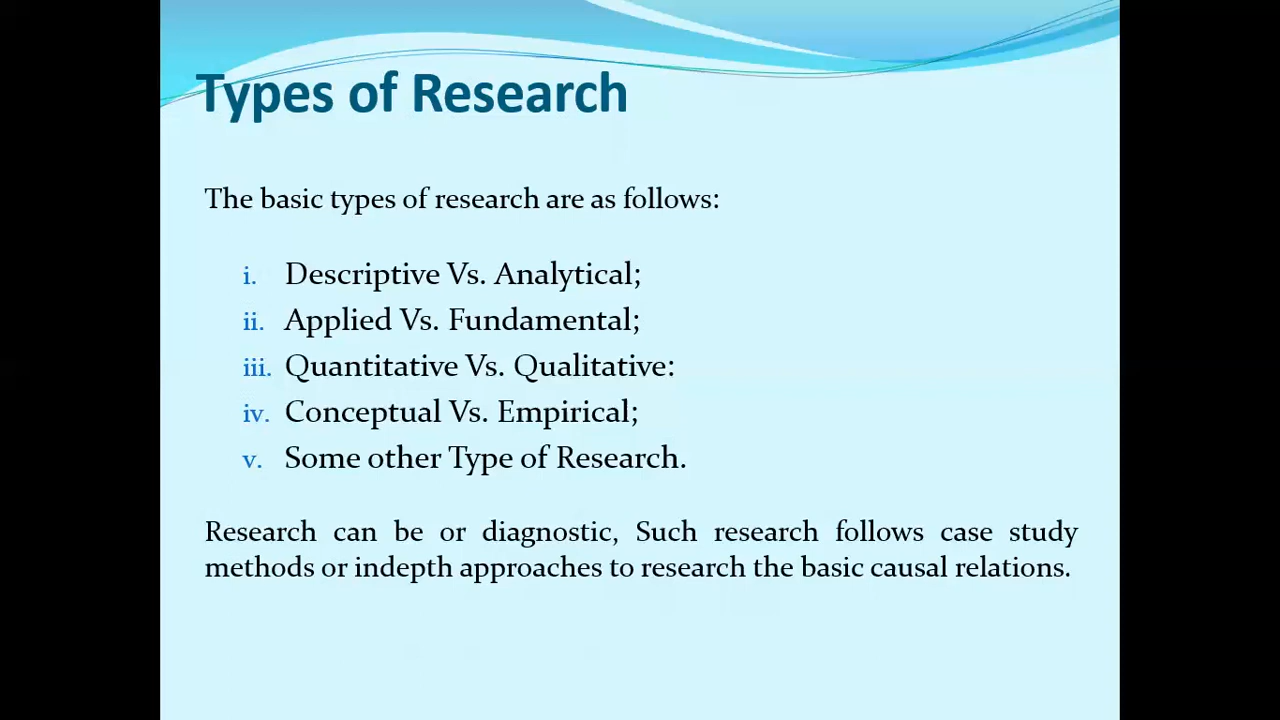 Types of Research
The basic types of research are as follows:
i. Descriptive Vs. Analytical;
ii. Applied Vs. Fundamental;
iii. Quantitative Vs. Qualitative:
iv. Conceptual Vs. Empirical;
v. Some other Type of Research.
Research can be or diagnostic, Such research follows case study
methods or indepth approaches to research the basic causal relations.